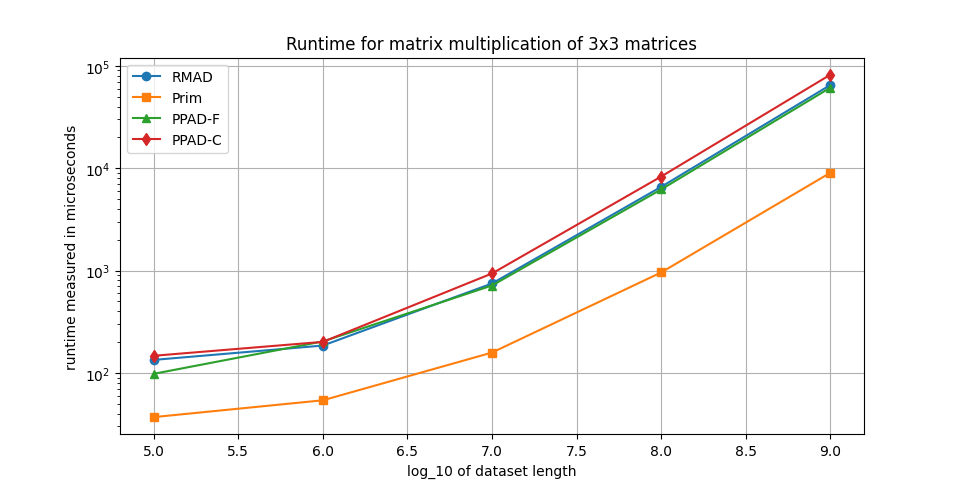 Runtime for matrix multiplication of 3x3 matrices
RMAD
Prim
PPAD-F
PPAD-C
runtime measured in microseconds
10^5
10^4
10^3
10^2
5.0 5.5 6.0 6.5 7.0 7.5 8.0 8.5 9.0
log_10 of dataset length